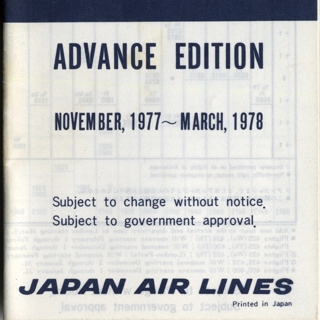 ADVANCE EDITION
NOVEMBER, 1977~MARCH, 1978
Subject to change without notice.
Subject to government approval.
JAPAN AIR LINES
Printed in Japan